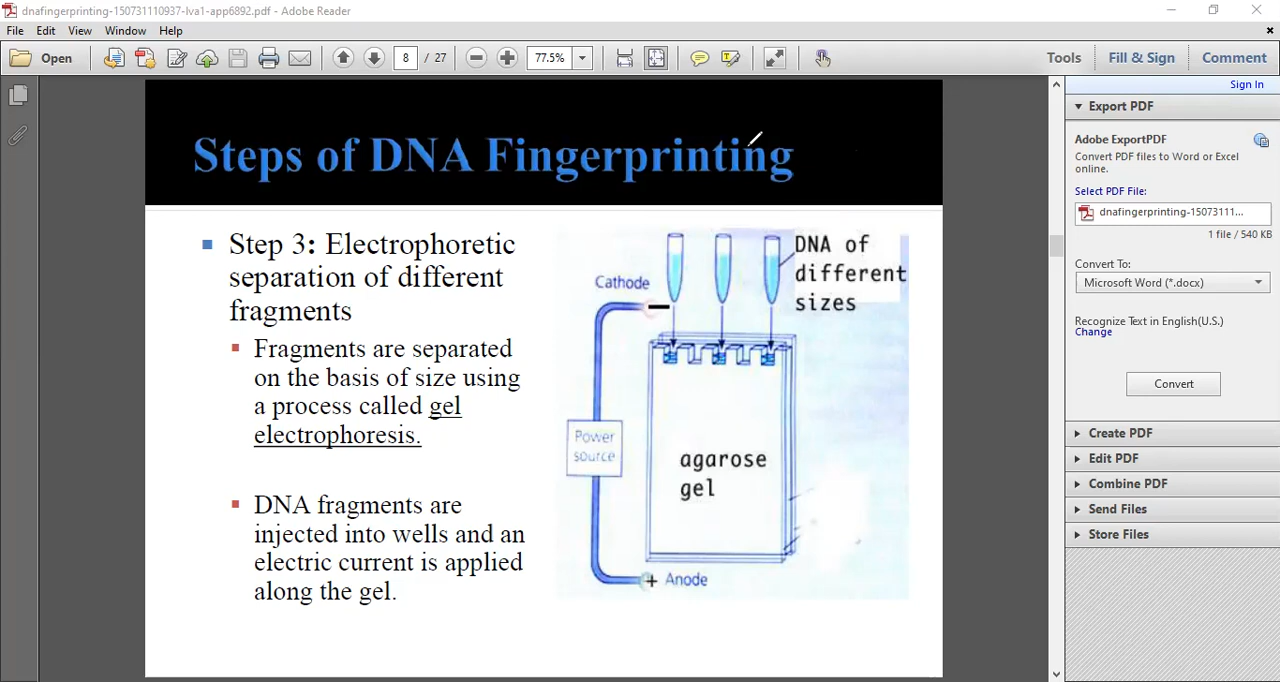 dnafingerprinting-150731110937-lva1-app6892.pdf - Adobe Reader
File Edit View Window Help
Open 8 / 27 77.5% Tools Fill & Sign Comment
Sign In
Export PDF
Adobe ExportPDF
Convert PDF files to Word or Excel
online.
Select PDF File:
dnafingerprinting-15073111...
1 file / 540 KB
Convert To:
Microsoft Word (*.docx)
Recognize Text in English(U.S.)
Change
Convert
Create PDF
Edit PDF
Combine PDF
Send Files
Store Files
Steps of DNA Fingerprinting
Step 3: Electrophoretic
separation of different
fragments
Fragments are separated
on the basis of size using
a process called gel
electrophoresis.
DNA fragments are
injected into wells and an
electric current is applied
along the gel.
DNA of
different
sizes
Cathode
−
Power
source
agarose
gel
+ Anode